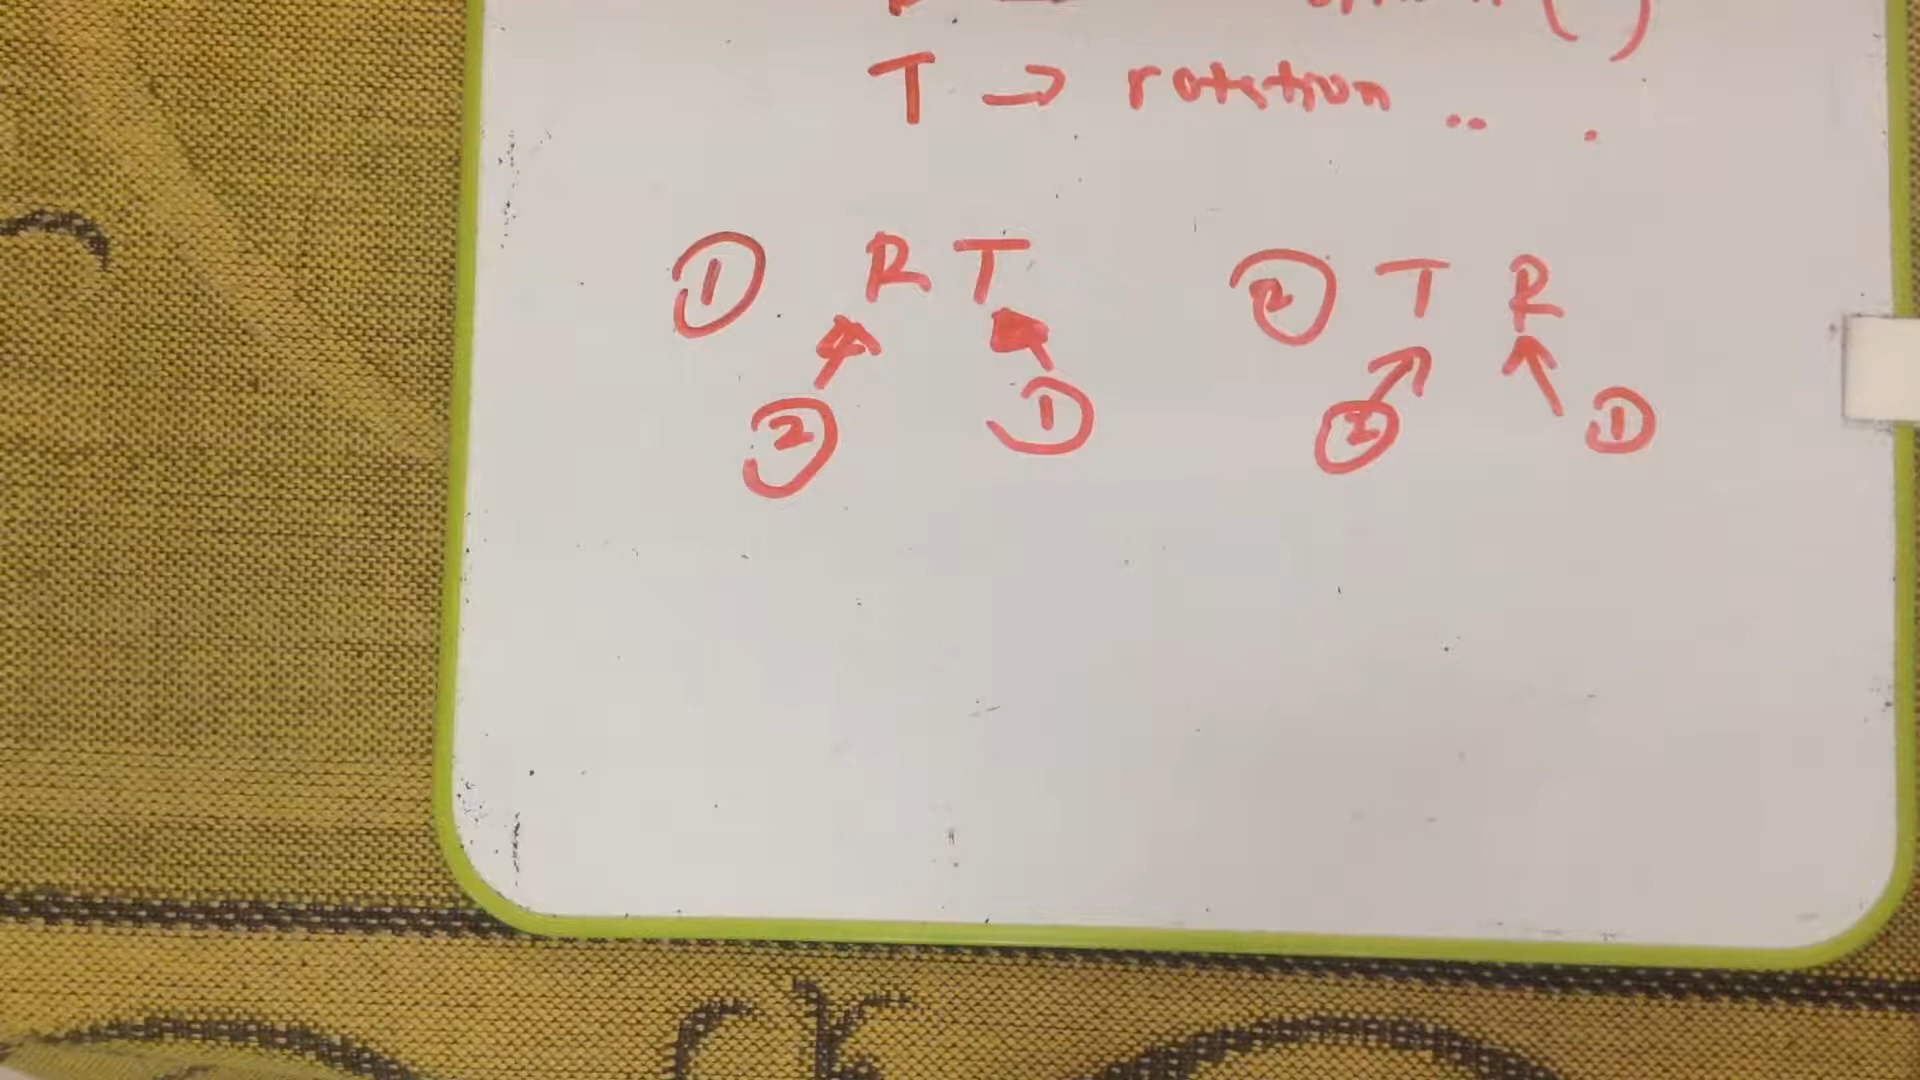 T → rotation .. .
① R T ② T R
② ① ② ①